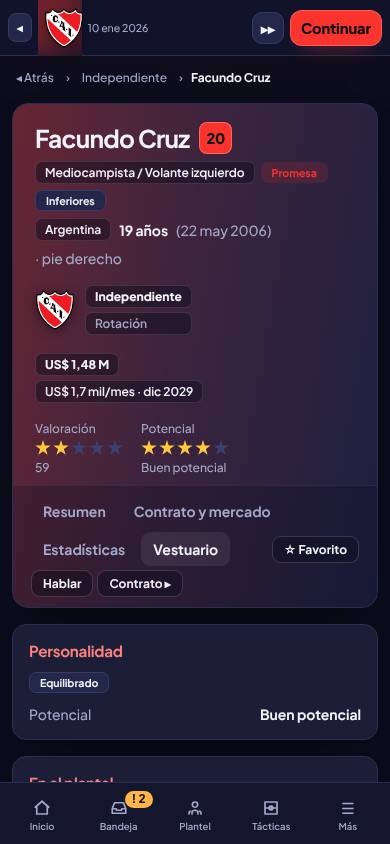 10 ene 2026
Continuar
Atrás › Independiente › Facundo Cruz
Facundo Cruz 20
Mediocampista / Volante izquierdo Promesa
Inferiores
Argentina 19 años (22 may 2006)
· pie derecho
Independiente
Rotación
US$ 1,48 M
US$ 1,7 mil/mes · dic 2029
Valoración Potencial
59 Buen potencial
Resumen Contrato y mercado
Estadísticas Vestuario ☆ Favorito
Hablar Contrato ▸
Personalidad
Equilibrado
Potencial Buen potencial
En el plantel
! 2
Inicio Bandeja Plantel Tácticas Más